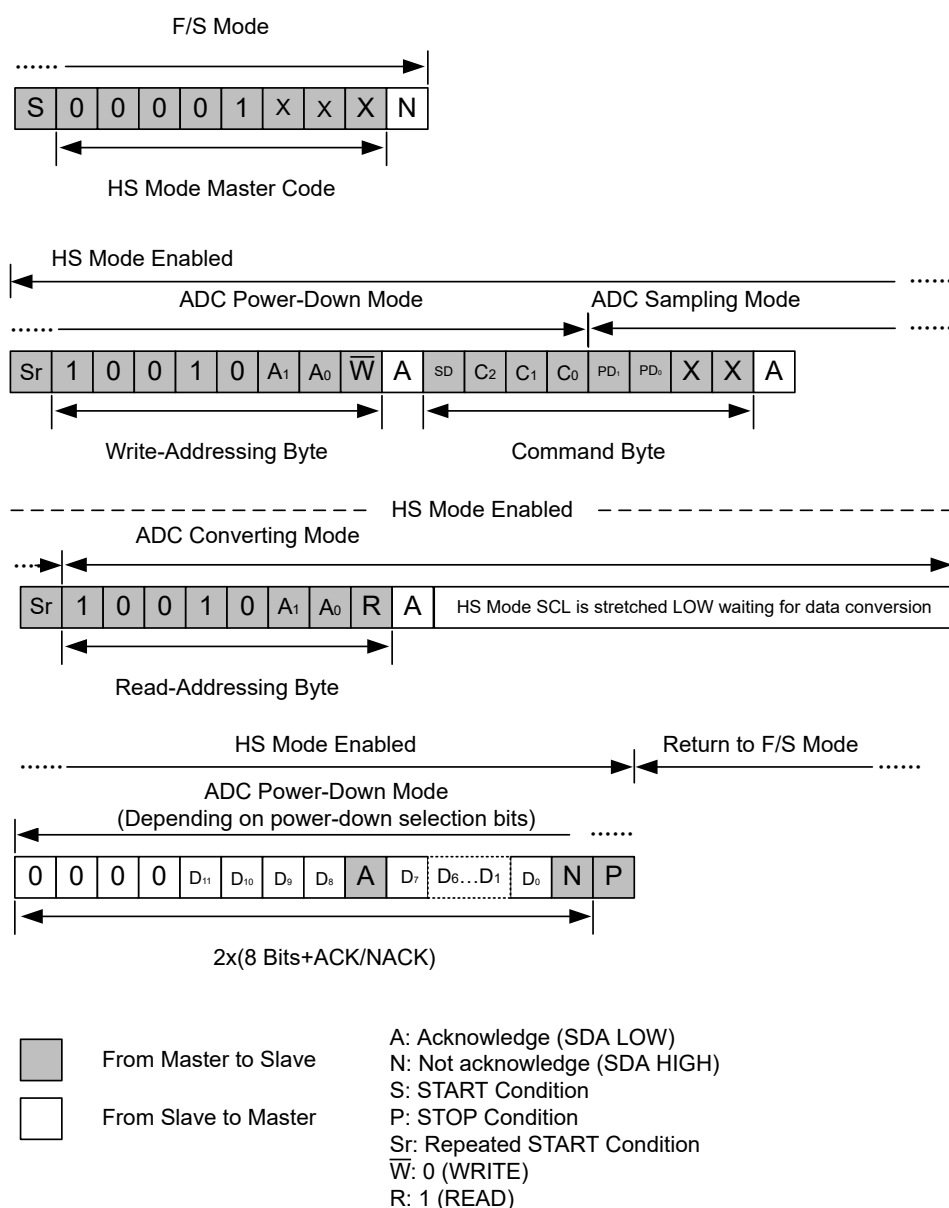 F/S Mode
......
S 0 0 0 0 1 X X X N
HS Mode Master Code
HS Mode Enabled
......
ADC Power-Down Mode ADC Sampling Mode
...... ......
Sr 1 0 0 1 0 A1 A0 W̅ A SD C2 C1 C0 PD1 PD0 X X A
Write-Addressing Byte Command Byte
HS Mode Enabled
ADC Converting Mode
....
Sr 1 0 0 1 0 A1 A0 R A HS Mode SCL is stretched LOW waiting for data conversion
Read-Addressing Byte
HS Mode Enabled Return to F/S Mode
...... ......
ADC Power-Down Mode
(Depending on power-down selection bits) ......
0 0 0 0 D11 D10 D9 D8 A D7 D6...D1 D0 N P
2x(8 Bits+ACK/NACK)
From Master to Slave
From Slave to Master
A: Acknowledge (SDA LOW)
N: Not acknowledge (SDA HIGH)
S: START Condition
P: STOP Condition
Sr: Repeated START Condition
W̅: 0 (WRITE)
R: 1 (READ)